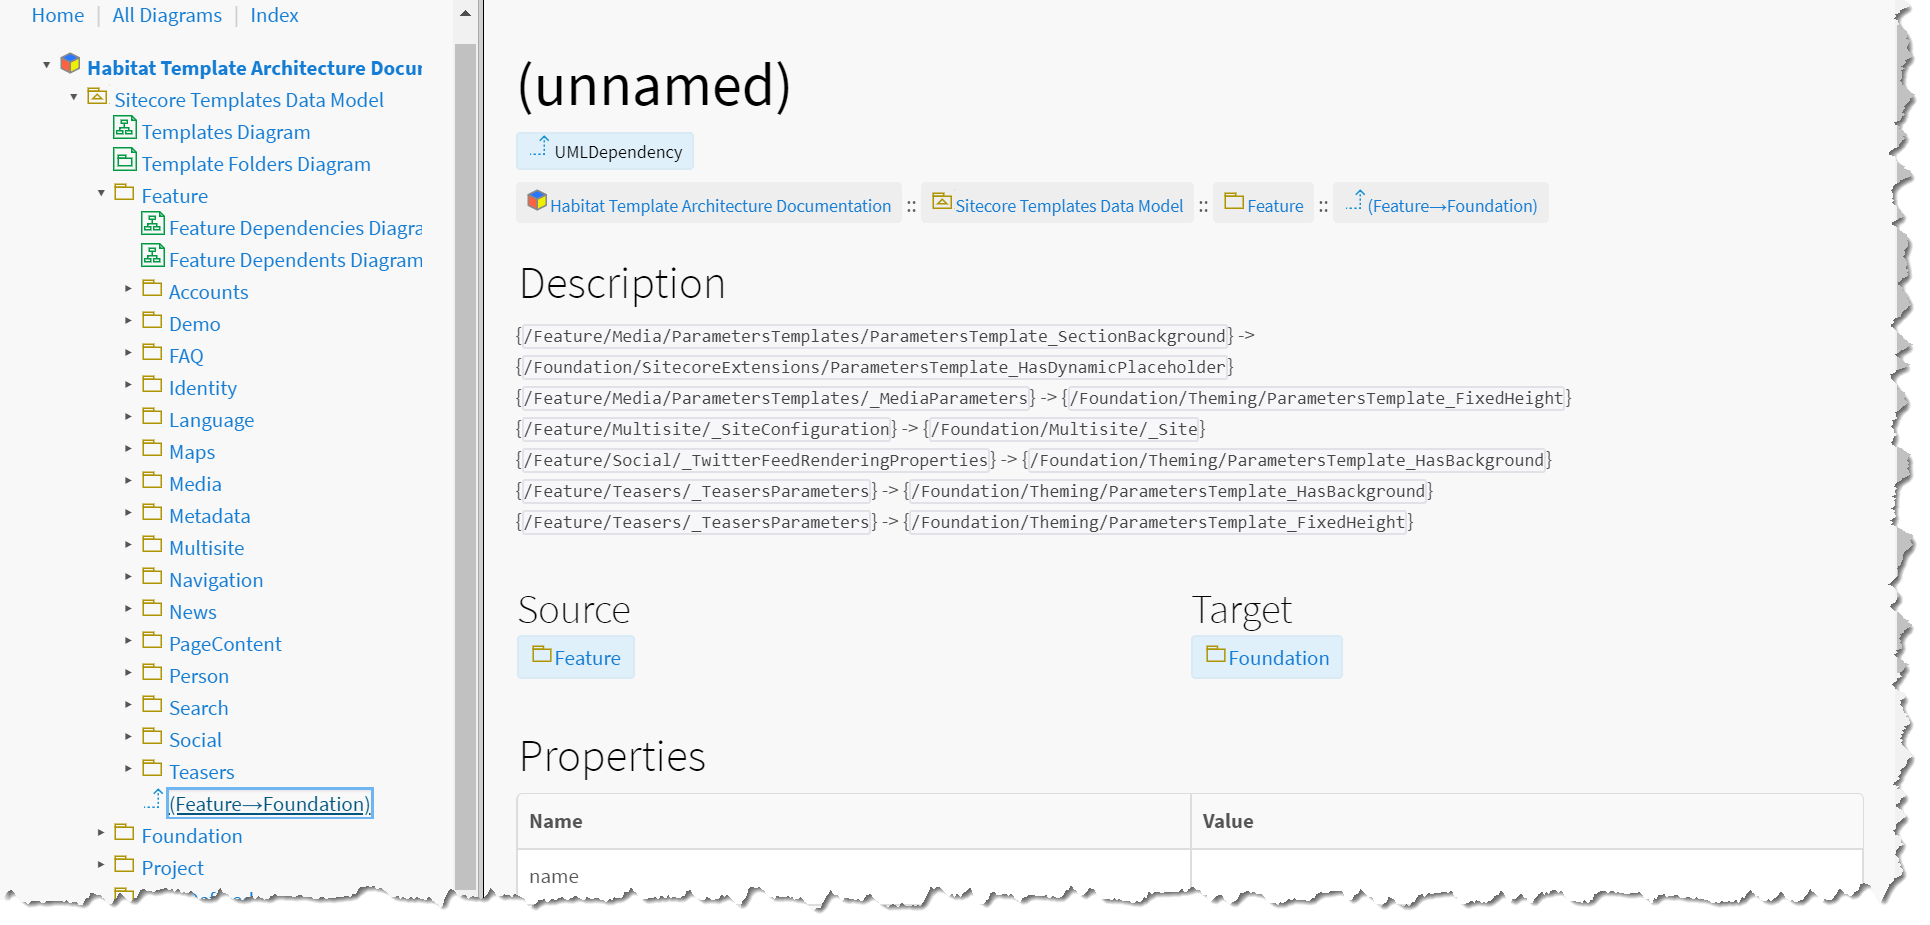 Home | All Diagrams | Index
Habitat Template Architecture Docu
Sitecore Templates Data Model
Templates Diagram
Template Folders Diagram
Feature
Feature Dependencies Diagra
Feature Dependents Diagram
Accounts
Demo
FAQ
Identity
Language
Maps
Media
Metadata
Multisite
Navigation
News
PageContent
Person
Search
Social
Teasers
(Feature→Foundation)
Foundation
Project
(unnamed)
UMLDependency
Habitat Template Architecture Documentation :: Sitecore Templates Data Model :: Feature :: (Feature→Foundation)
Description
{/Feature/Media/ParametersTemplates/ParametersTemplate_SectionBackground} ->
{/Foundation/SitecoreExtensions/ParametersTemplate_HasDynamicPlaceholder}
{/Feature/Media/ParametersTemplates/_MediaParameters} -> {/Foundation/Theming/ParametersTemplate_FixedHeight}
{/Feature/Multisite/_SiteConfiguration} -> {/Foundation/Multisite/_Site}
{/Feature/Social/_TwitterFeedRenderingProperties} -> {/Foundation/Theming/ParametersTemplate_HasBackground}
{/Feature/Teasers/_TeasersParameters} -> {/Foundation/Theming/ParametersTemplate_HasBackground}
{/Feature/Teasers/_TeasersParameters} -> {/Foundation/Theming/ParametersTemplate_FixedHeight}
Source
Feature
Target
Foundation
Properties
Name Value
name